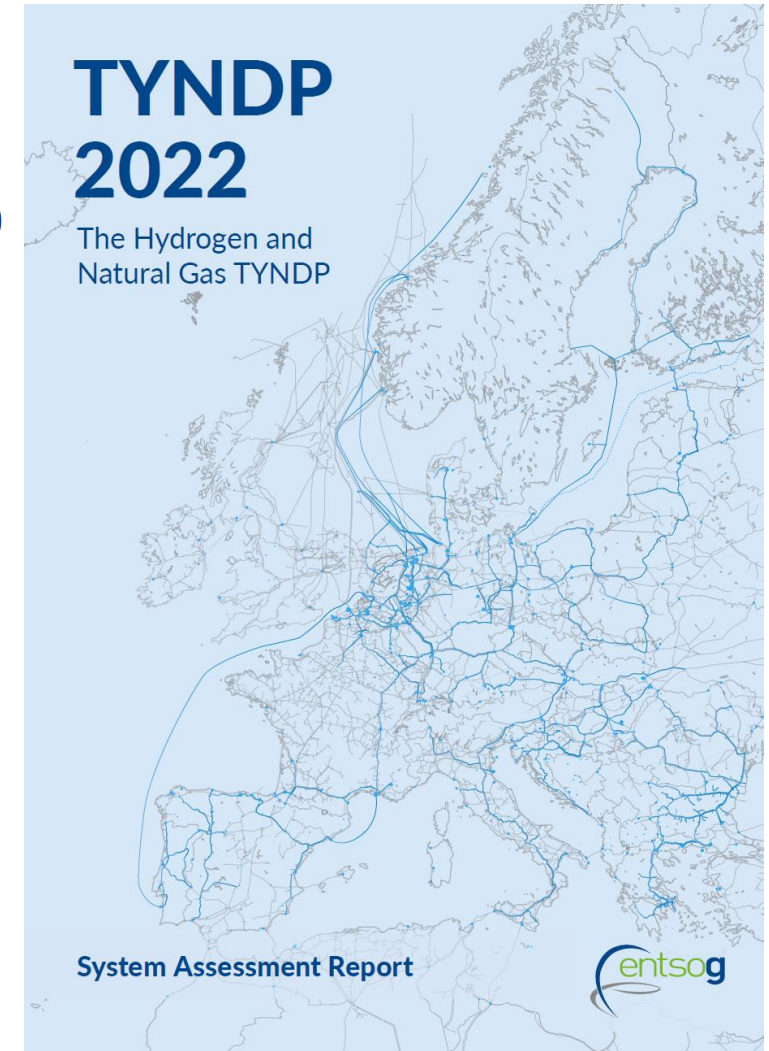 TYNDP
2022
The Hydrogen and
Natural Gas TYNDP
System Assessment Report
entsog